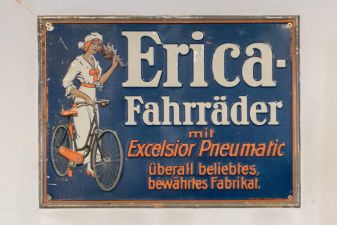 Erica-
Fahrräder
mit
Excelsior Pneumatic
überall beliebtes,
bewährtes Fabrikat.